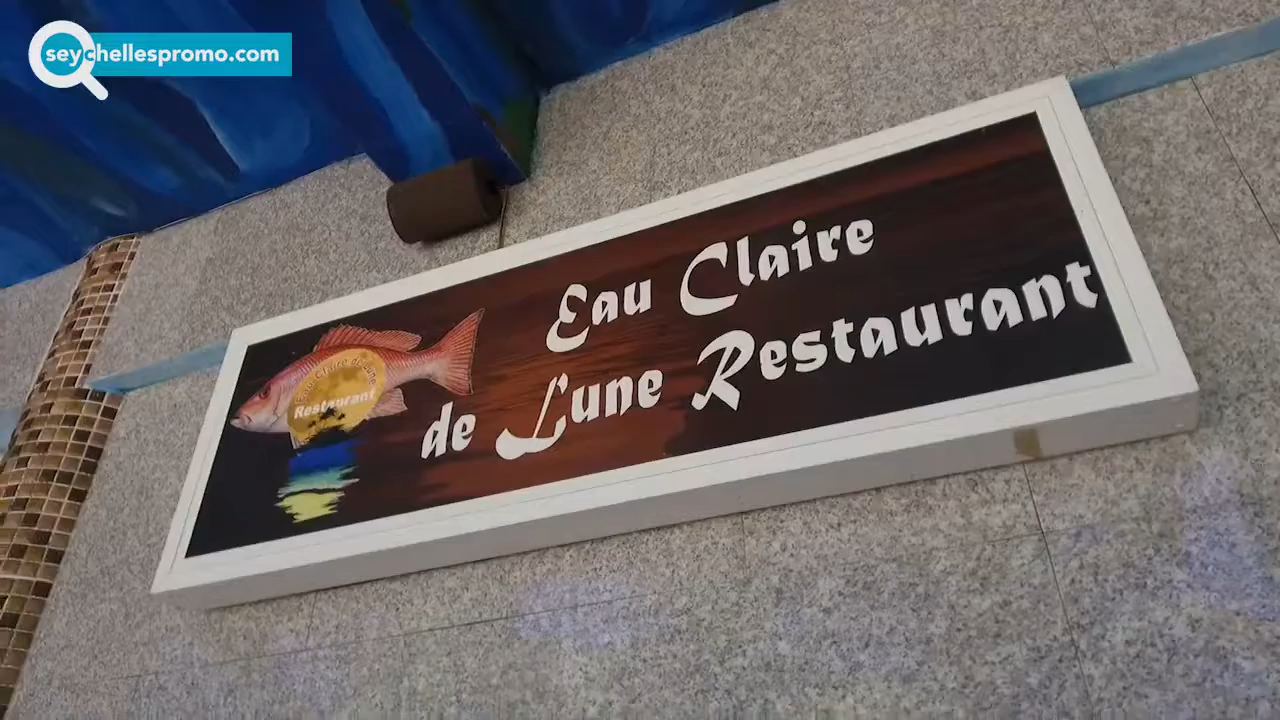 seychellespromo.com
Eau Claire
de Lune Restaurant
Eau Claire de Lune
Restaurant